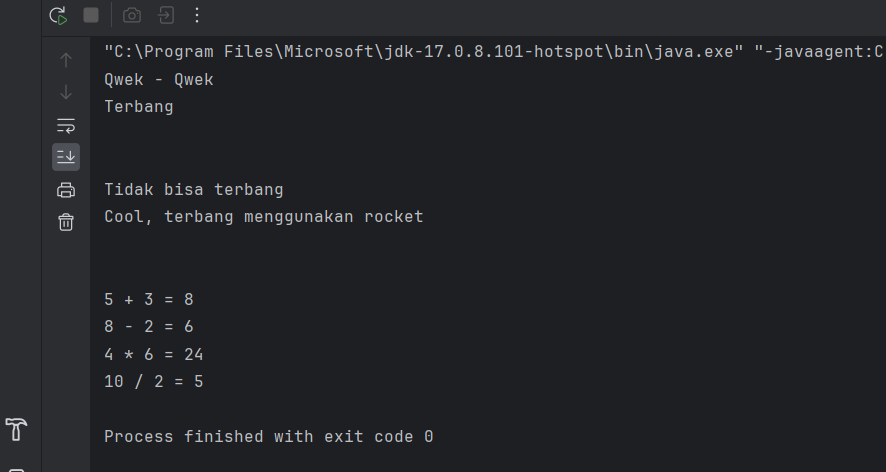 "C:\Program Files\Microsoft\jdk-17.0.8.101-hotspot\bin\java.exe" "-javaagent:C
Qwek - Qwek
Terbang
Tidak bisa terbang
Cool, terbang menggunakan rocket
5 + 3 = 8
8 - 2 = 6
4 * 6 = 24
10 / 2 = 5
Process finished with exit code 0